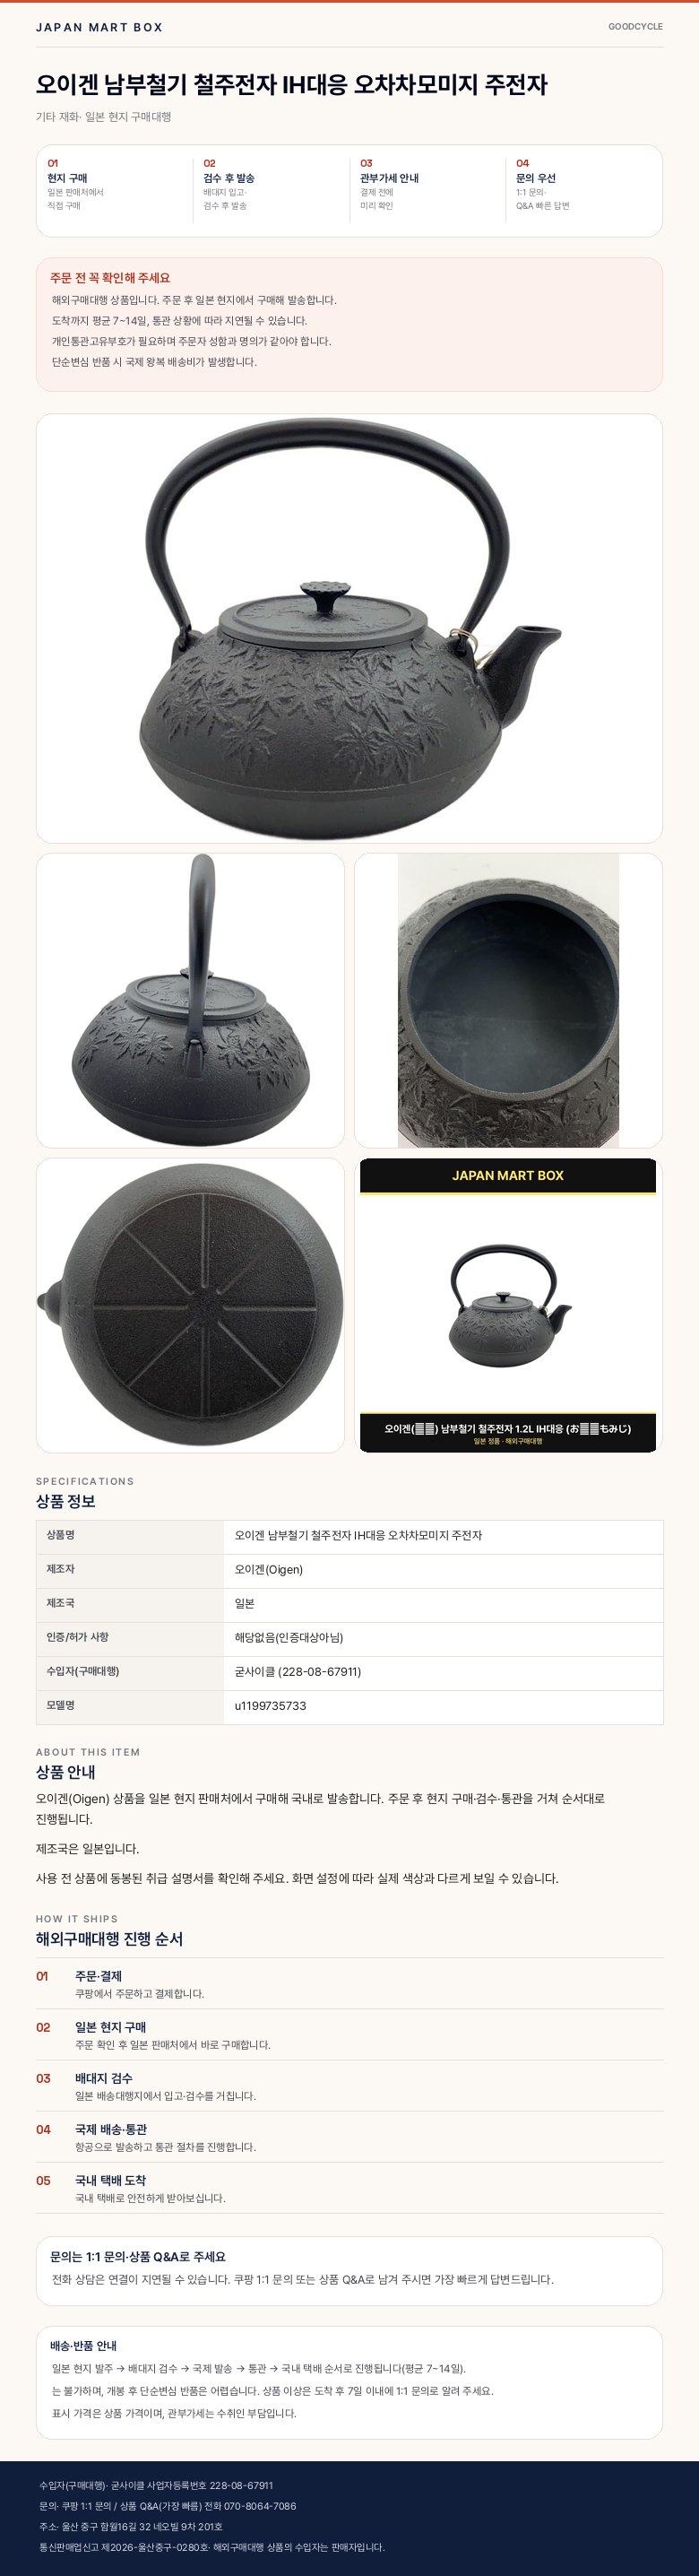 JAPAN MART BOX
GOODCYCLE
오이겐 남부철기 철주전자 IH대응 오차차모미지 주전자
기타 재화· 일본 현지 구매대행
01
현지 구매
일본 판매처에서
직접 구매
02
검수 후 발송
배대지 입고·
검수 후 발송
03
관부가세 안내
결제 전에
미리 확인
04
문의 우선
1:1 문의·
Q&A 빠른 답변
주문 전 꼭 확인해 주세요
해외구매대행 상품입니다. 주문 후 일본 현지에서 구매해 발송합니다.
도착까지 평균 7~14일, 통관 상황에 따라 지연될 수 있습니다.
개인통관고유부호가 필요하며 주문자 성함과 명의가 같아야 합니다.
단순변심 반품 시 국제 왕복 배송비가 발생합니다.
JAPAN MART BOX
오이겐( ) 남부철기 철주전자 1.2L IH대응 (お もみじ)
일본 정품 · 해외구매대행
SPECIFICATIONS
상품 정보
상품명 오이겐 남부철기 철주전자 IH대응 오차차모미지 주전자
제조자 오이겐(Oigen)
제조국 일본
인증/허가 사항 해당없음(인증대상아님)
수입자(구매대행) 굳사이클 (228-08-67911)
모델명 u1199735733
ABOUT THIS ITEM
상품 안내
오이겐(Oigen) 상품을 일본 현지 판매처에서 구매해 국내로 발송합니다. 주문 후 현지 구매·검수·통관을 거쳐 순서대로
진행됩니다.
제조국은 일본입니다.
사용 전 상품에 동봉된 취급 설명서를 확인해 주세요. 화면 설정에 따라 실제 색상과 다르게 보일 수 있습니다.
HOW IT SHIPS
해외구매대행 진행 순서
01 주문·결제
쿠팡에서 주문하고 결제합니다.
02 일본 현지 구매
주문 확인 후 일본 판매처에서 바로 구매합니다.
03 배대지 검수
일본 배송대행지에서 입고·검수를 거칩니다.
04 국제 배송·통관
항공으로 발송하고 통관 절차를 진행합니다.
05 국내 택배 도착
국내 택배로 안전하게 받아보십니다.
문의는 1:1 문의·상품 Q&A로 주세요
전화 상담은 연결이 지연될 수 있습니다. 쿠팡 1:1 문의 또는 상품 Q&A로 남겨 주시면 가장 빠르게 답변드립니다.
배송·반품 안내
일본 현지 발주 → 배대지 검수 → 국제 발송 → 통관 → 국내 택배 순서로 진행됩니다(평균 7~14일).
는 불가하며, 개봉 후 단순변심 반품은 어렵습니다. 상품 이상은 도착 후 7일 이내에 1:1 문의로 알려 주세요.
표시 가격은 상품 가격이며, 관부가세는 수취인 부담입니다.
수입자(구매대행)· 굳사이클 사업자등록번호 228-08-67911
문의· 쿠팡 1:1 문의 / 상품 Q&A(가장 빠름) 전화 070-8064-7086
주소· 울산 중구 함월16길 32 네오빌 9차 201호
통신판매업신고 제2026-울산중구-0280호· 해외구매대행 상품의 수입자는 판매자입니다.